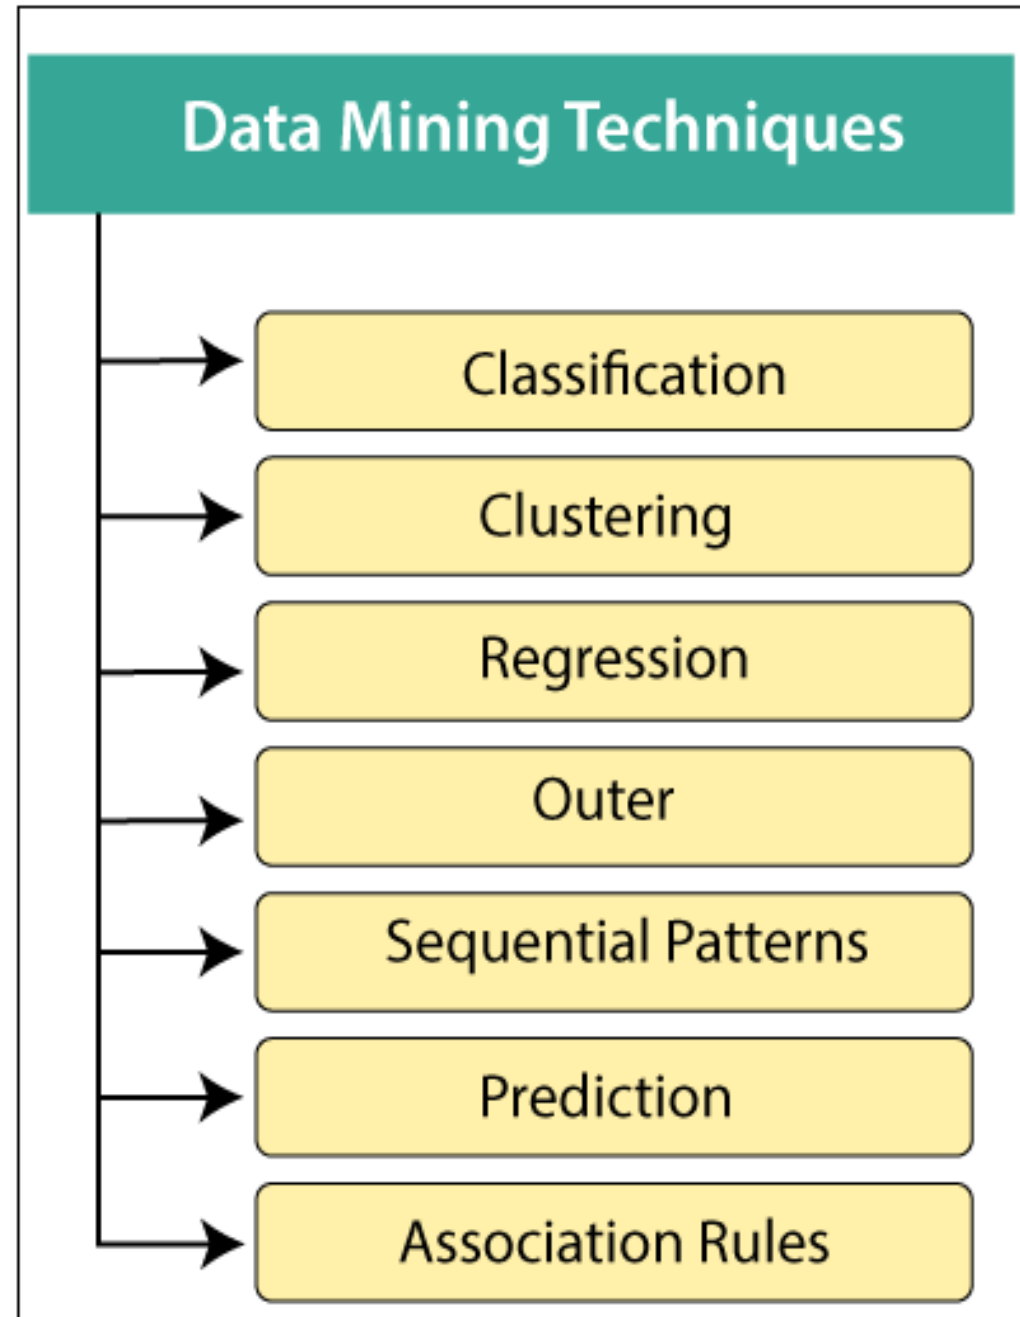 Data Mining Techniques
Classification
Clustering
Regression
Outer
Sequential Patterns
Prediction
Association Rules